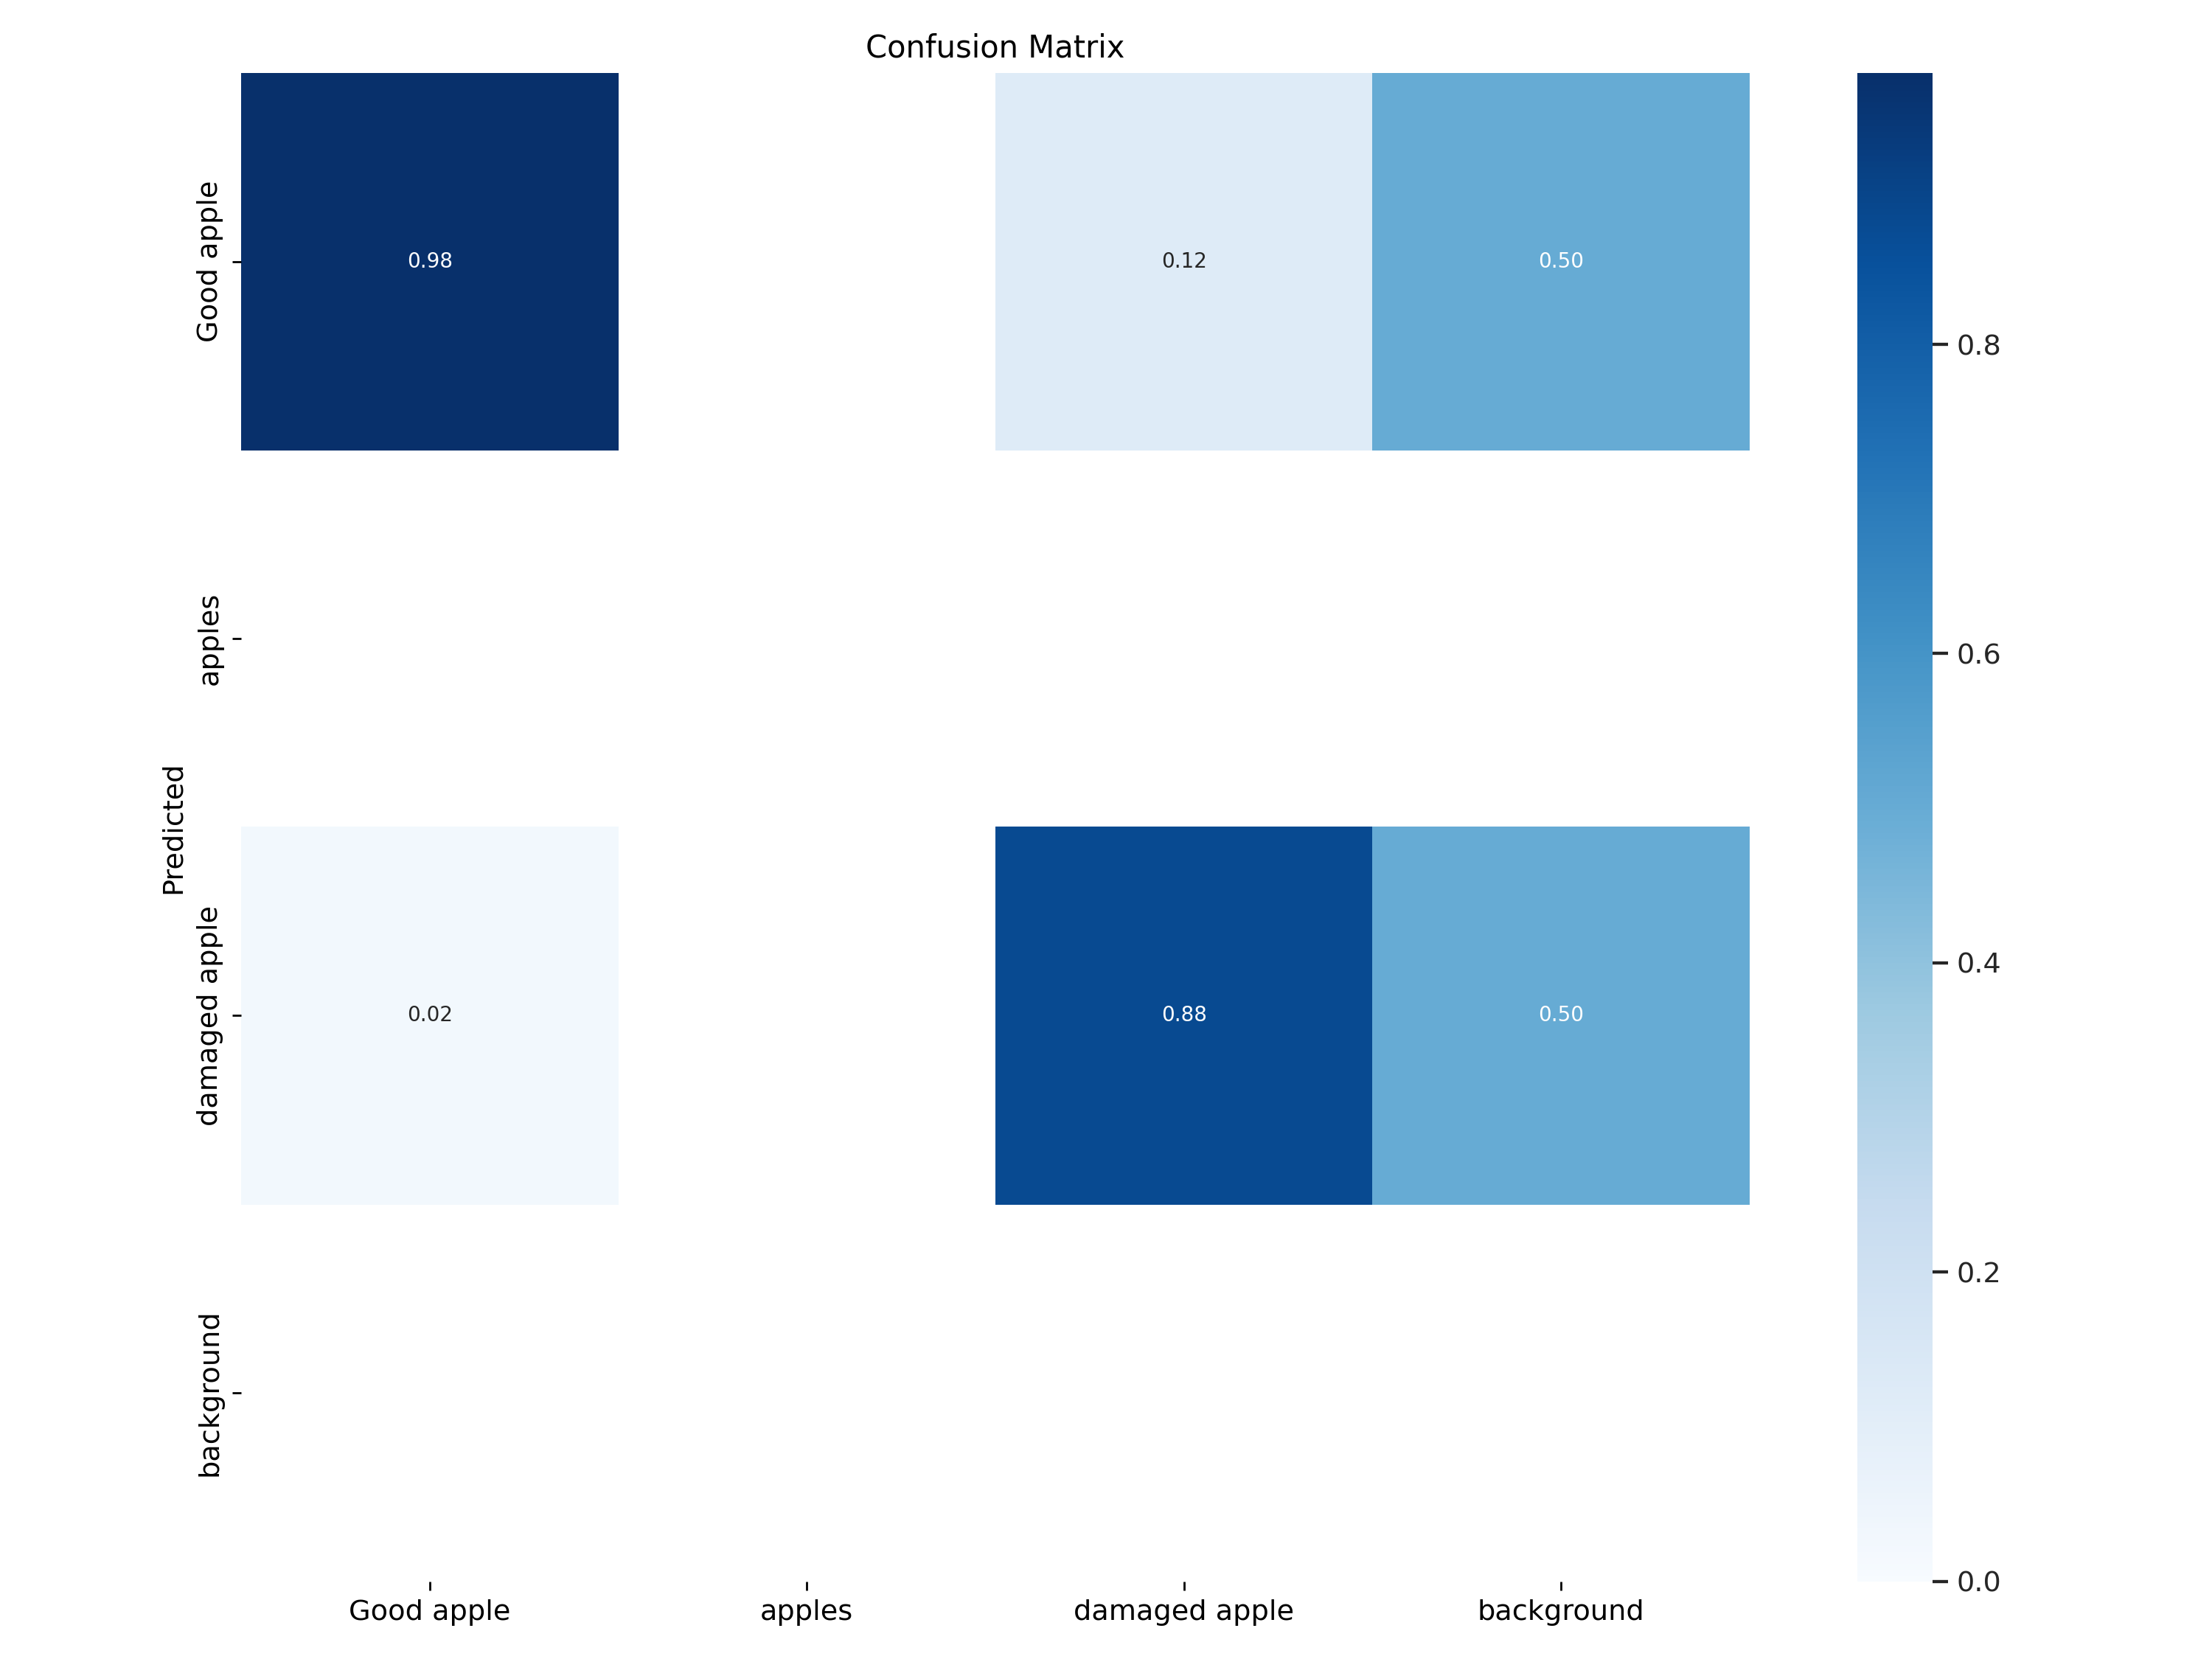 Confusion Matrix
Good apple
0.98
0.12
0.50
0.8
apples
0.6
Predicted
damaged apple
0.02
0.88
0.50
0.4
background
0.2
0.0
Good apple
apples
damaged apple
background